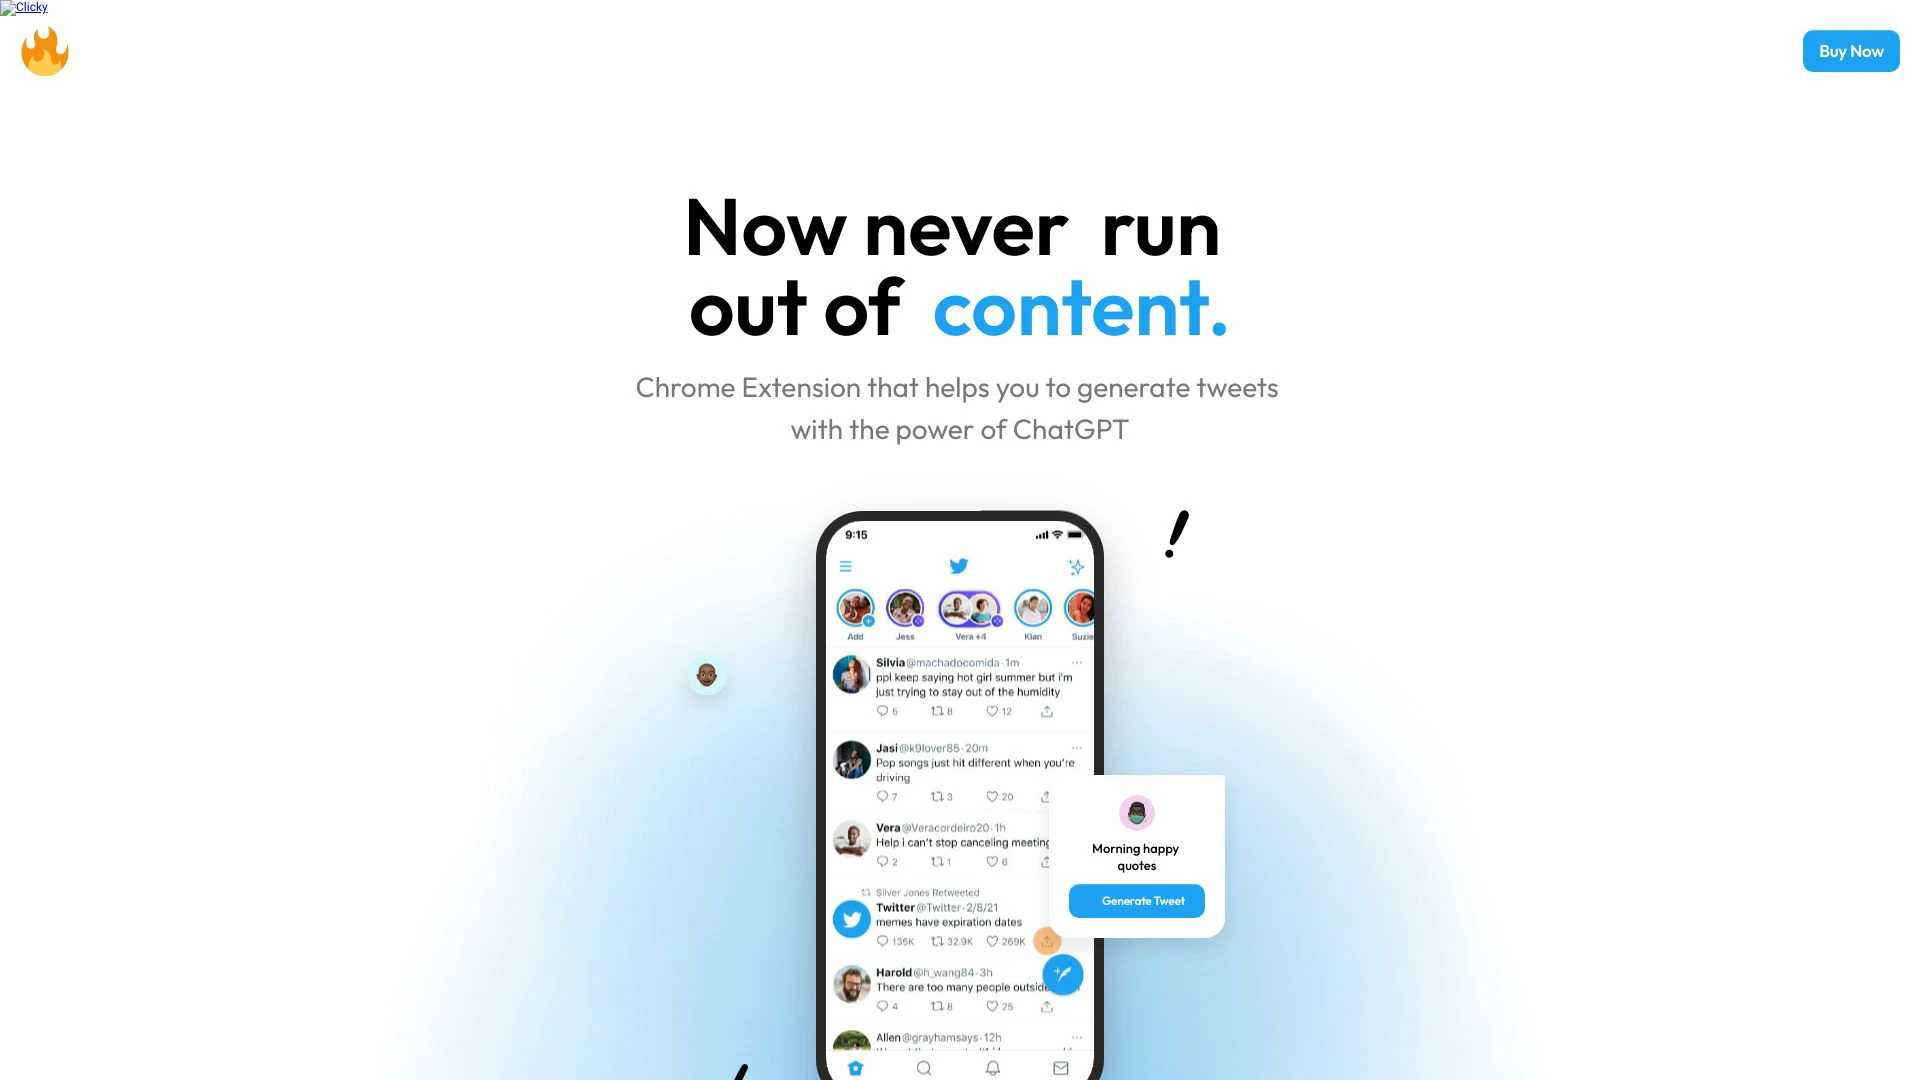 Clicky
Buy Now
Now never run
out of content.
Chrome Extension that helps you to generate tweets
with the power of ChatGPT
9:15
Add
Jess
Vera +4
Kian
Suzie
Silvia @machadocomida · 1m
ppl keep saying hot girl summer but i'm
just trying to stay out of the humidity
5 8 12
Jasi @k9lover85 · 20m
Pop songs just hit different when you're
driving
7 3 20
Vera @Veracordeiro20 · 1h
Help i can't stop canceling meeting
2 1 6
Morning happy
quotes
Generate Tweet
Silver Jones Retweeted
Twitter @Twitter · 2/8/21
memes have expiration dates
135K 32.9K 269K
Harold @h_wang84 · 3h
There are too many people outside
4 8 25
Allen @grayhamsays · 12h